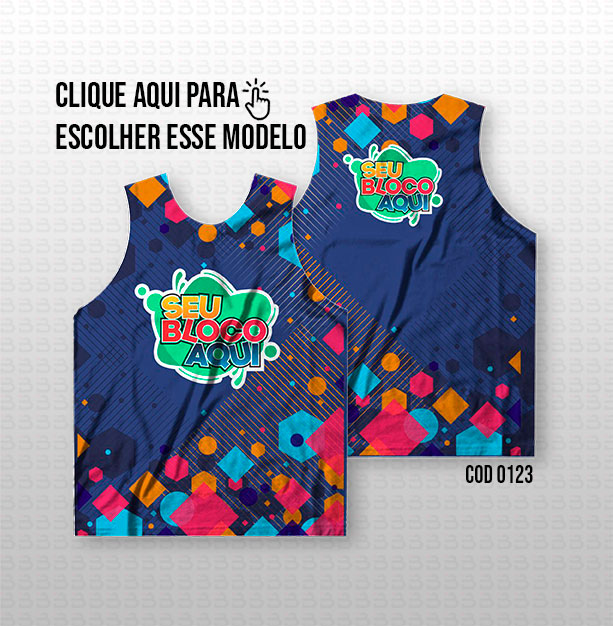 CLIQUE AQUI PARA
ESCOLHER ESSE MODELO
SEU
BLOCO
AQUI
SEU
BLOCO
AQUI
COD 0123